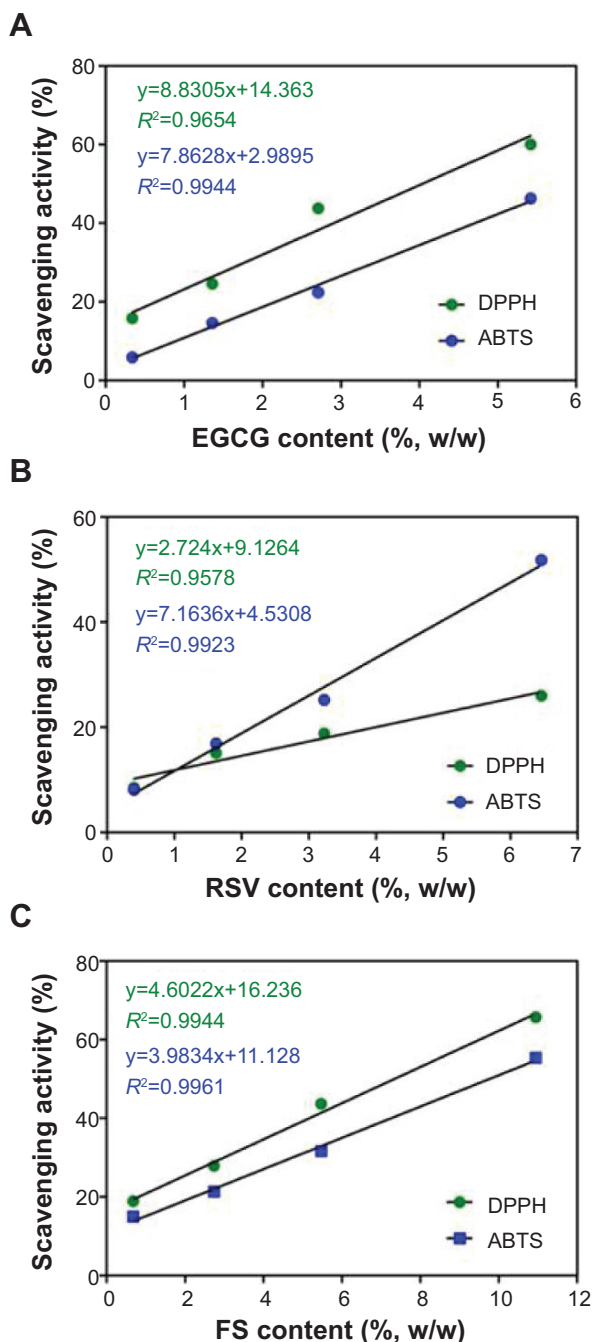 A
y=8.8305x+14.363
R²=0.9654
y=7.8628x+2.9895
R²=0.9944
Scavenging activity (%)
80
60
40
20
0
DPPH
ABTS
0 1 2 3 4 5 6
EGCG content (%, w/w)
B
y=2.724x+9.1264
R²=0.9578
y=7.1636x+4.5308
R²=0.9923
Scavenging activity (%)
60
40
20
0
DPPH
ABTS
0 1 2 3 4 5 6 7
RSV content (%, w/w)
C
y=4.6022x+16.236
R²=0.9944
y=3.9834x+11.128
R²=0.9961
Scavenging activity (%)
80
60
40
20
0
DPPH
ABTS
0 2 4 6 8 10 12
FS content (%, w/w)